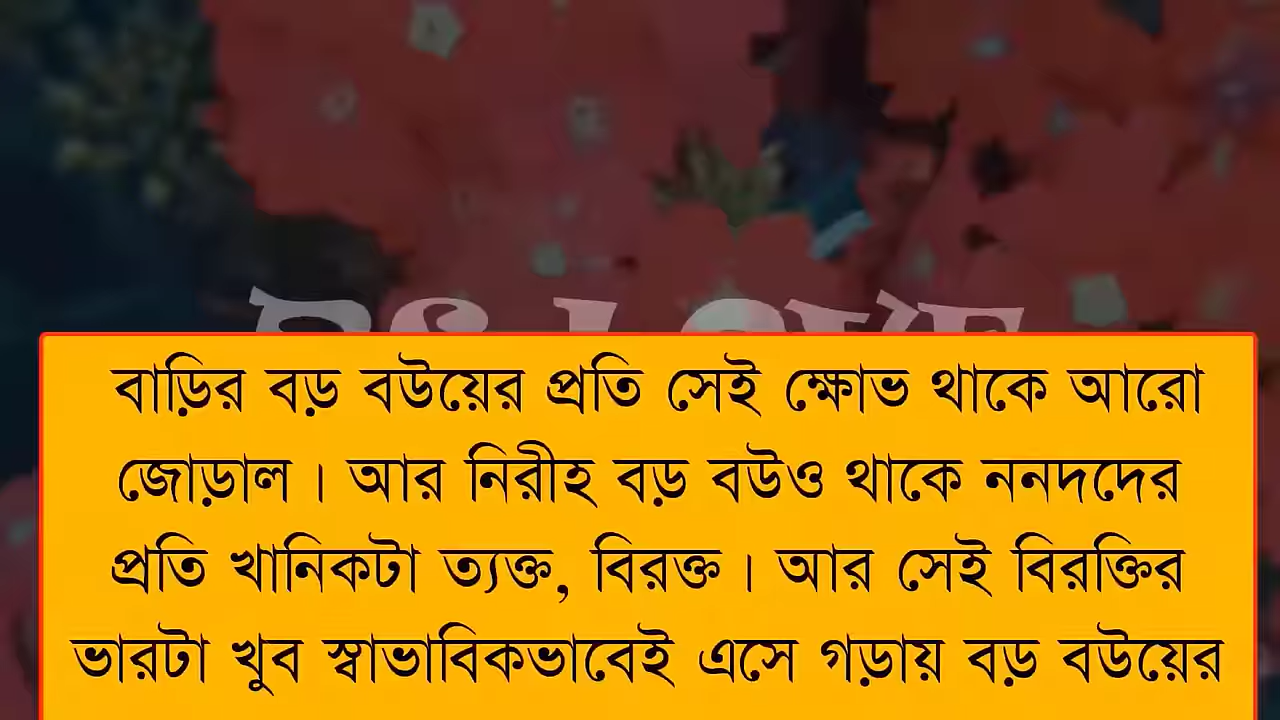 বাড়ির বড় বউয়ের প্রতি সেই ক্ষোভ থাকে আরো
জোড়াল। আর নিরীহ বড় বউও থাকে ননদদের
প্রতি খানিকটা ত্যক্ত, বিরক্ত। আর সেই বিরক্তির
ভারটা খুব স্বাভাবিকভাবেই এসে গড়ায় বড় বউয়ের